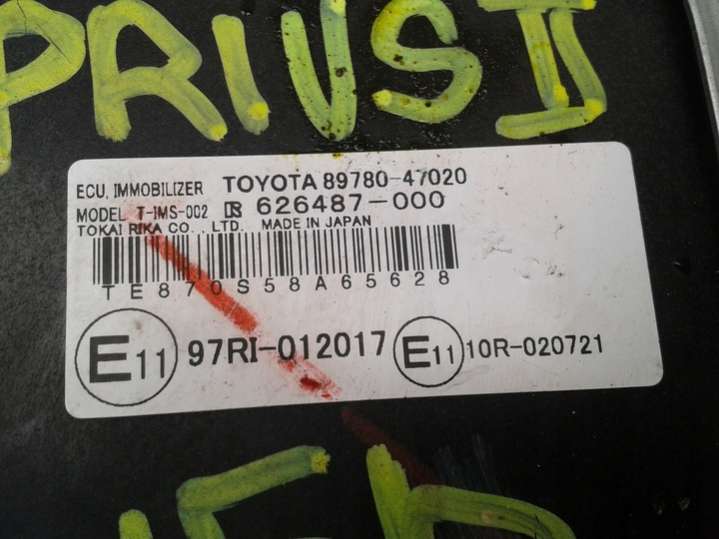 PRIUS II
ECU, IMMOBILIZER TOYOTA 89780-47020
MODEL T-IMS-002 626487-000
TOKAI RIKA CO., LTD. MADE IN JAPAN
TE870S58A65628
E11 97RI-012017 E11 10R-020721